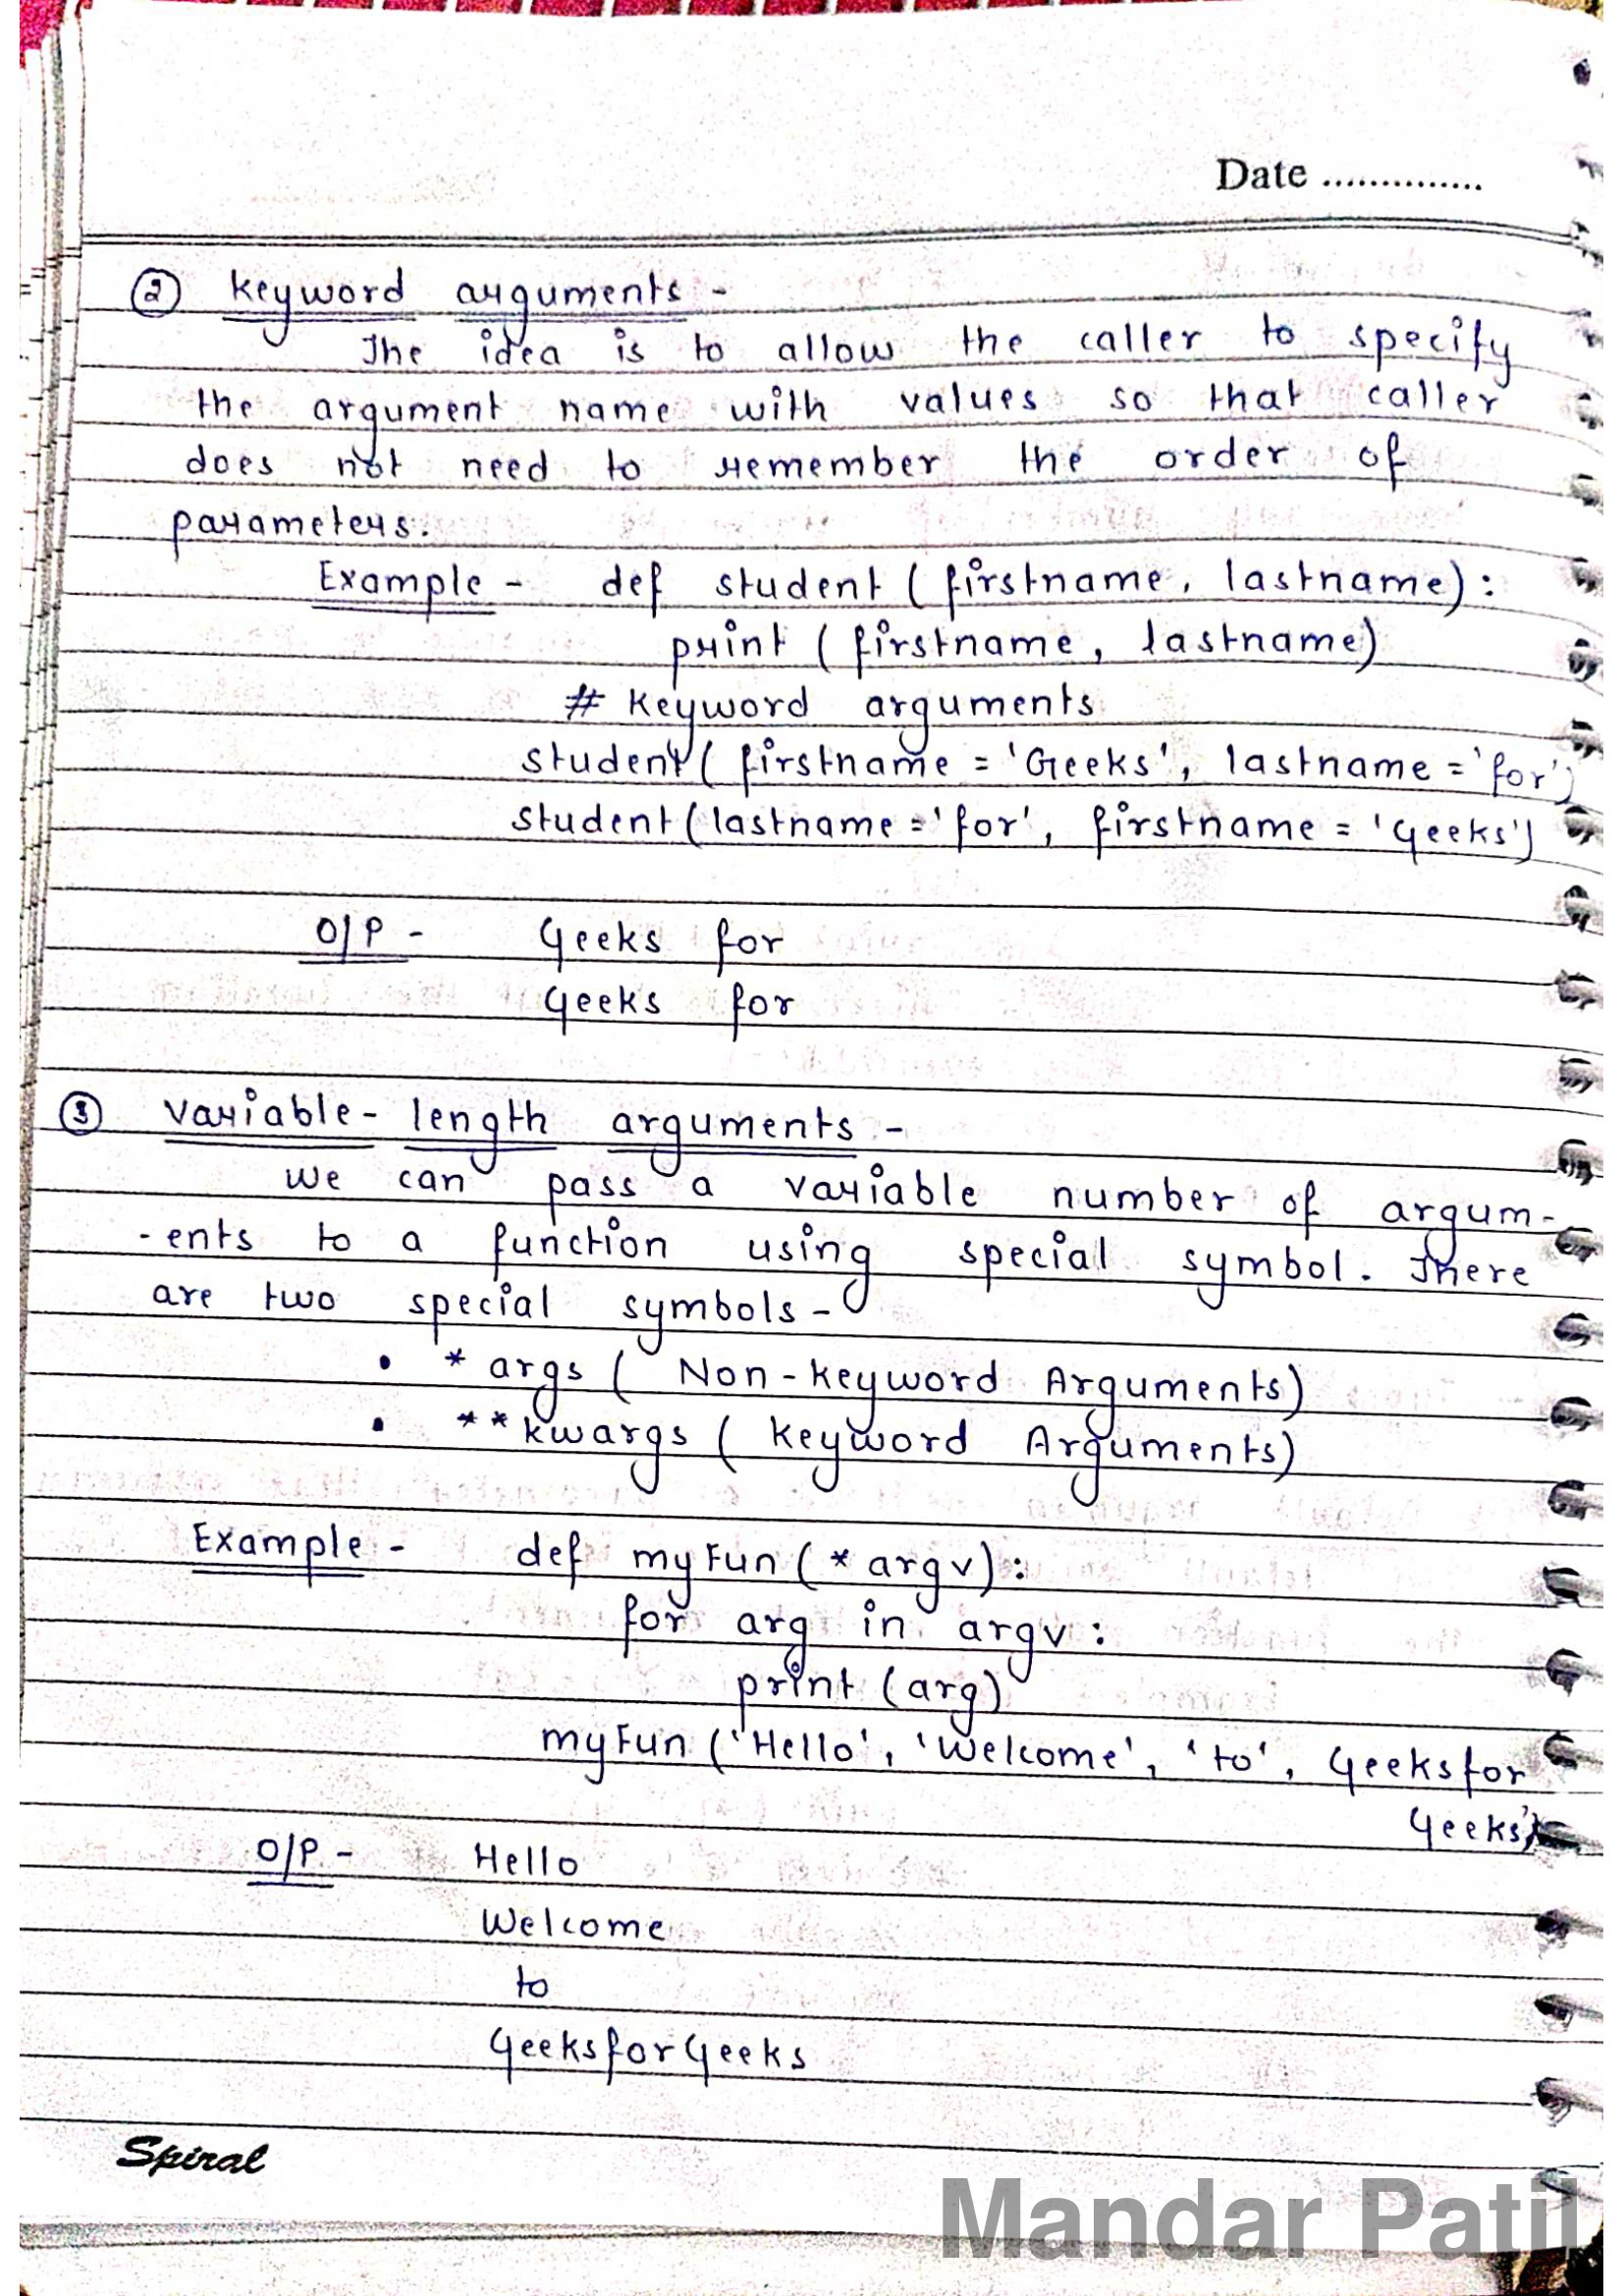 Date ..............
② Keyword arguments -
The idea is to allow the caller to specify
the argument name with values so that caller
does not need to remember the order of
parameters.
Example - def student ( firstname, lastname) :
print ( firstname, lastname)
# Keyword arguments
student ( firstname = 'Geeks', lastname = 'for')
student ( lastname = 'for', firstname = 'Geeks')
O/P - Geeks for
Geeks for
③ Variable - length arguments -
We can pass a variable number of argum-
-ents to a function using special symbol. There
are two special symbols -
• * args ( Non - Keyword Arguments)
• ** kwargs ( Keyword Arguments)
Example - def myFun ( * argv) :
for arg in argv :
print (arg)
myFun ('Hello', 'Welcome', 'to', Geeksfor
Geeks')
O/P - Hello
Welcome
to
GeeksforGeeks
Spiral
Mandar Patil